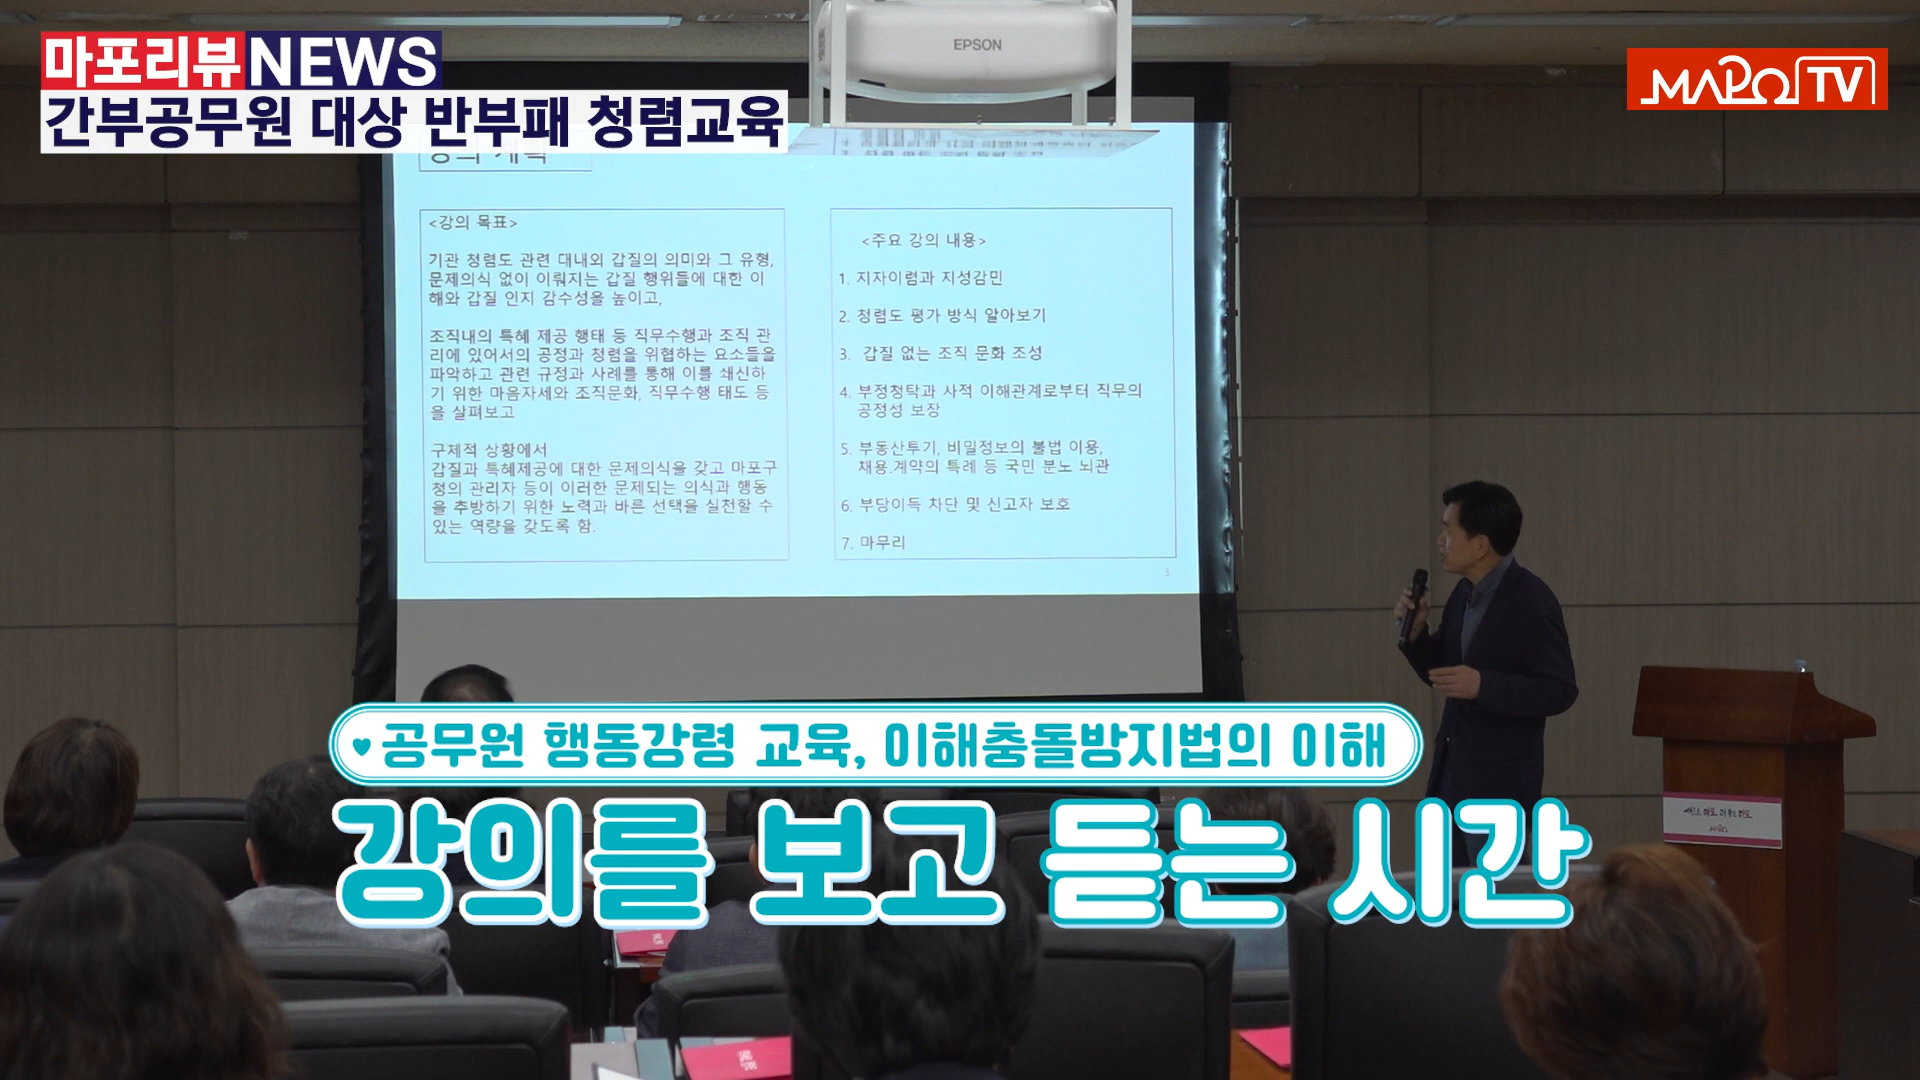 마포리뷰NEWS
간부공무원 대상 반부패 청렴교육
EPSON
MAPO TV
강의 계획
<강의 목표>
기관 청렴도 관련 대내외 갑질의 의미와 그 유형,
문제의식 없이 이뤄지는 갑질 행위들에 대한 이
해와 갑질 인지 감수성을 높이고,
조직내의 특혜 제공 행태 등 직무수행과 조직 관
리에 있어서의 공정과 청렴을 위협하는 요소들을
파악하고 관련 규정과 사례를 통해 이를 쇄신하
기 위한 마음자세와 조직문화, 직무수행 태도 등
을 살펴보고
구체적 상황에서
갑질과 특혜제공에 대한 문제의식을 갖고 마포구
청의 관리자 등이 이러한 문제되는 의식과 행동
을 추방하기 위한 노력과 바른 선택을 실천할 수
있는 역량을 갖도록 함.
<주요 강의 내용>
1. 지자이렴과 지성감민
2. 청렴도 평가 방식 알아보기
3. 갑질 없는 조직 문화 조성
4. 부정청탁과 사적 이해관계로부터 직무의
공정성 보장
5. 부동산투기, 비밀정보의 불법 이용,
채용.계약의 특례 등 국민 분노 뇌관
6. 부당이득 차단 및 신고자 보호
7. 마무리
3
♥ 공무원 행동강령 교육, 이해충돌방지법의 이해
강의를 보고 듣는 시간